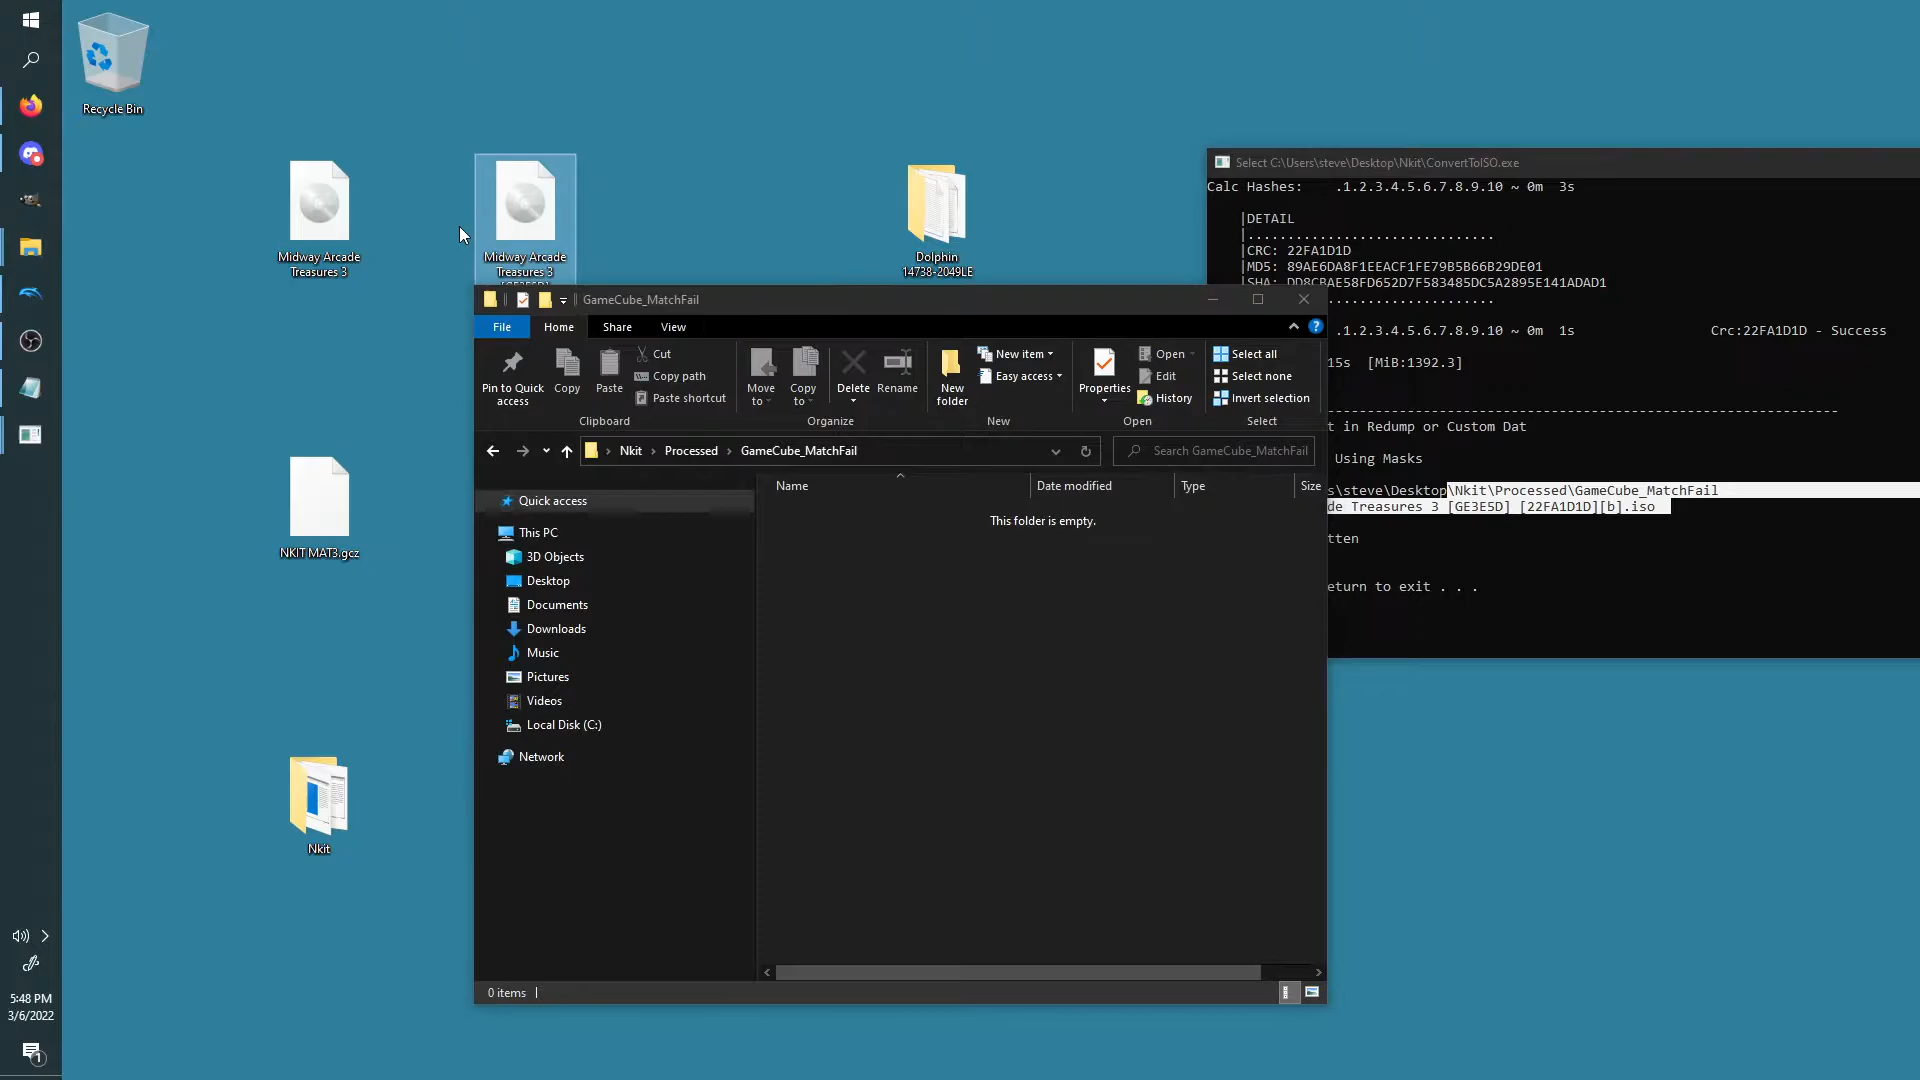 Recycle Bin
Midway Arcade
Treasures 3
Midway Arcade
Treasures 3
Dolphin
14738-2049LE
Select C:\Users\steve\Desktop\Nkit\ConvertToISO.exe
Calc Hashes:    .1.2.3.4.5.6.7.8.9.10 ~ 0m  3s
|DETAIL
|..............................
|CRC: 22FA1D1D
|MD5: 89AE6DA8F1EEACF1FE79B5B66B29DE01
|SHA: DD8CBAE58FD652D7F583485DC5A2895E141ADAD1
.....................
.1.2.3.4.5.6.7.8.9.10 ~ 0m  1s                 Crc:22FA1D1D - Success
15s  [MiB:1392.3]
----------------------------------------------------------------
t in Redump or Custom Dat
Using Masks
s\steve\Desktop\Nkit\Processed\GameCube_MatchFail
de Treasures 3 [GE3E5D] [22FA1D1D][b].iso
tten
eturn to exit . . .
GameCube_MatchFail
File
Home
Share
View
Pin to Quick
access
Copy
Paste
Cut
Copy path
Paste shortcut
Clipboard
Move
to
Copy
to
Delete
Rename
Organize
New
folder
New item
Easy access
New
Properties
Open
Edit
History
Open
Select all
Select none
Invert selection
Select
Nkit
Processed
GameCube_MatchFail
Search GameCube_MatchFail
Name
Date modified
Type
Size
This folder is empty.
Quick access
This PC
3D Objects
Desktop
Documents
Downloads
Music
Pictures
Videos
Local Disk (C:)
Network
0 items
NKIT MAT3.gcz
Nkit
5:48 PM
3/6/2022
1